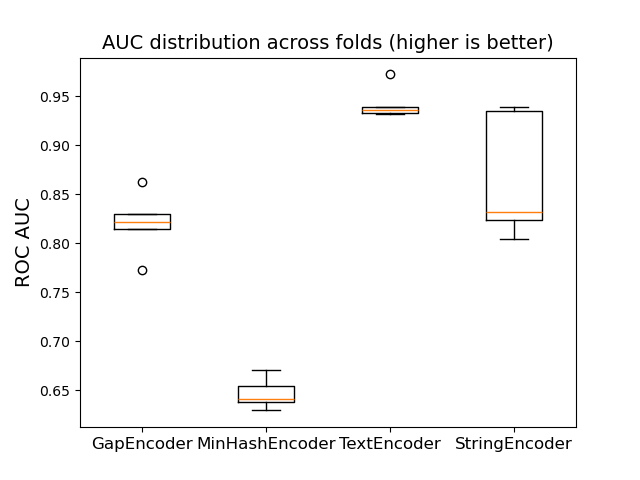 AUC distribution across folds (higher is better)
ROC AUC
0.95
0.90
0.85
0.80
0.75
0.70
0.65
GapEncoder MinHashEncoder TextEncoder StringEncoder